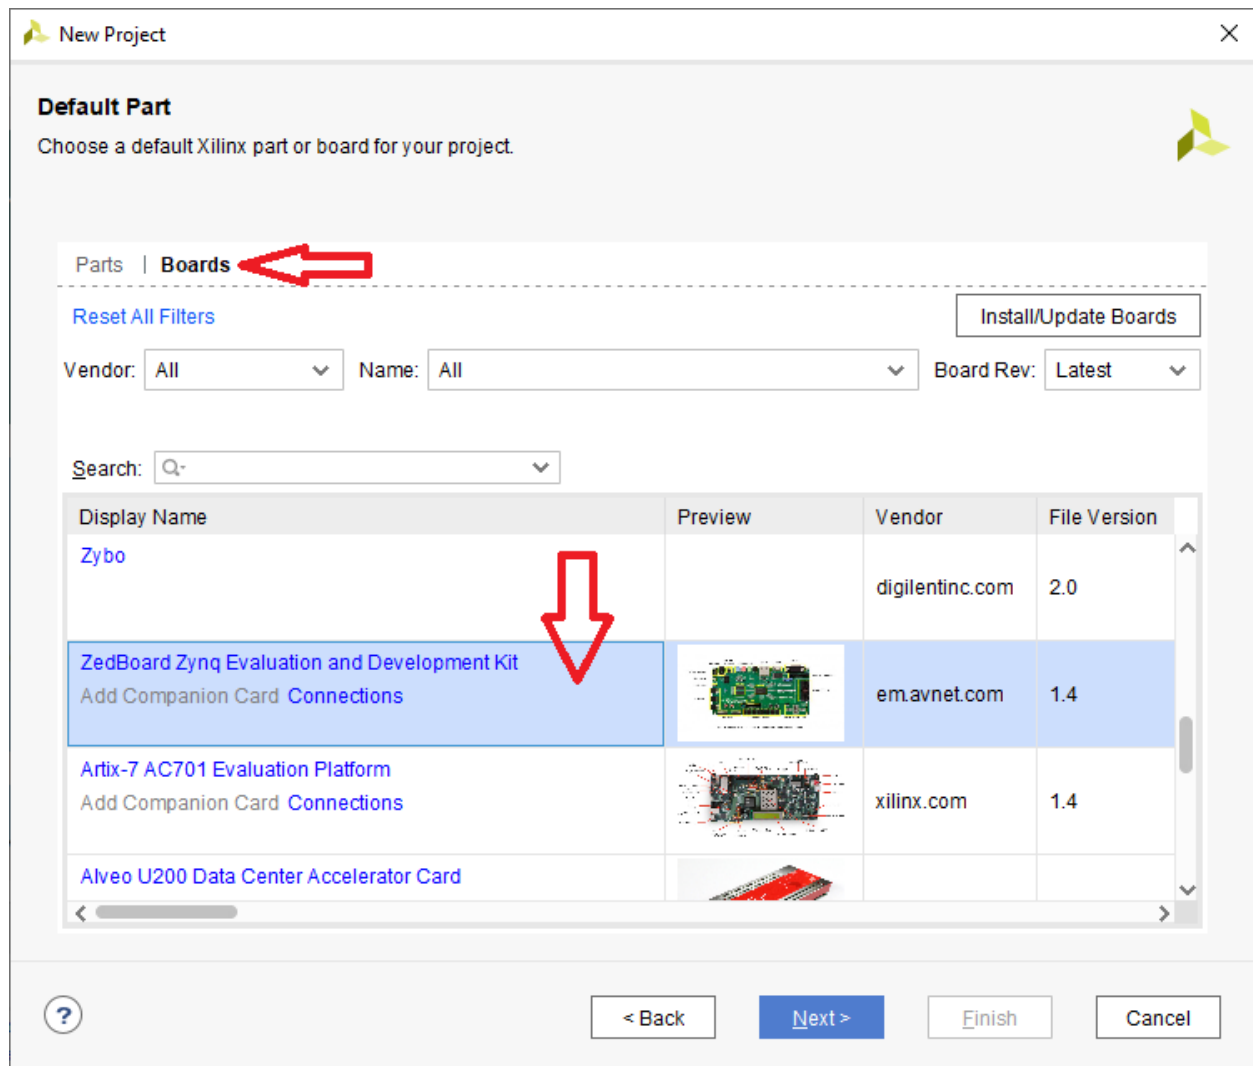 New Project
Default Part
Choose a default Xilinx part or board for your project.
Parts | Boards
Reset All Filters
Install/Update Boards
Vendor: All Name: All Board Rev: Latest
Search:
Display Name Preview Vendor File Version
Zybo
digilentinc.com 2.0
ZedBoard Zynq Evaluation and Development Kit
Add Companion Card Connections
em.avnet.com 1.4
Artix-7 AC701 Evaluation Platform
Add Companion Card Connections
xilinx.com 1.4
Alveo U200 Data Center Accelerator Card
?
< Back Next > Finish Cancel